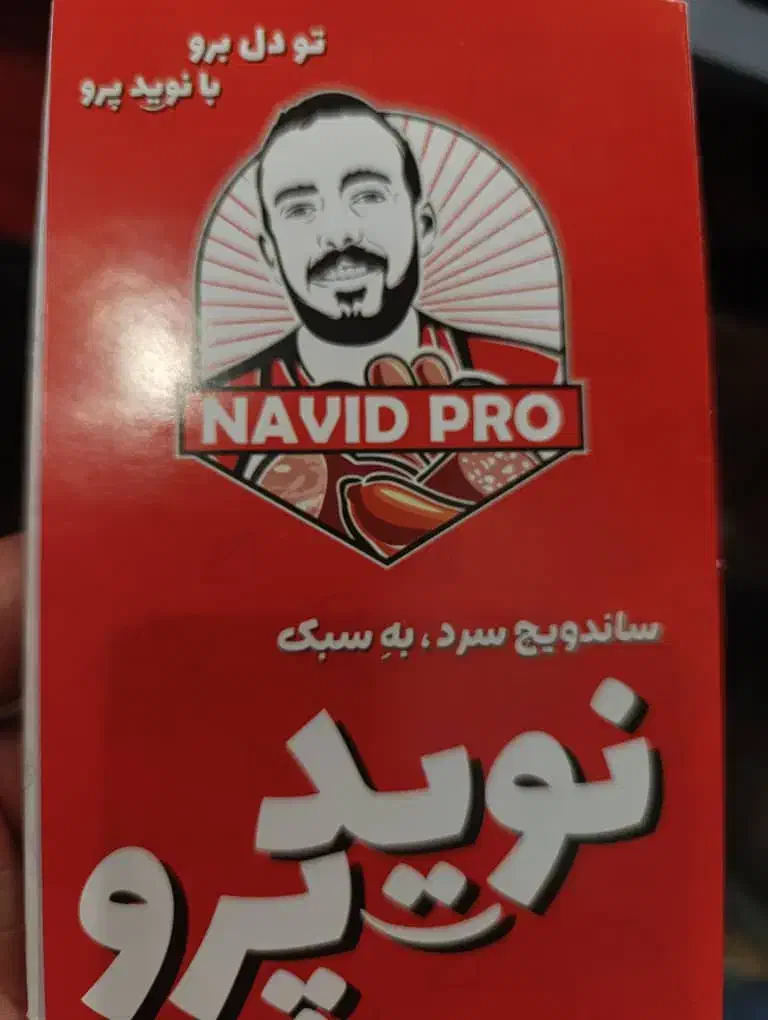 تو دل برو
با نوید پرو
NAVID PRO
ساندویچ سرد، بهِ سبک
نوید
پرو